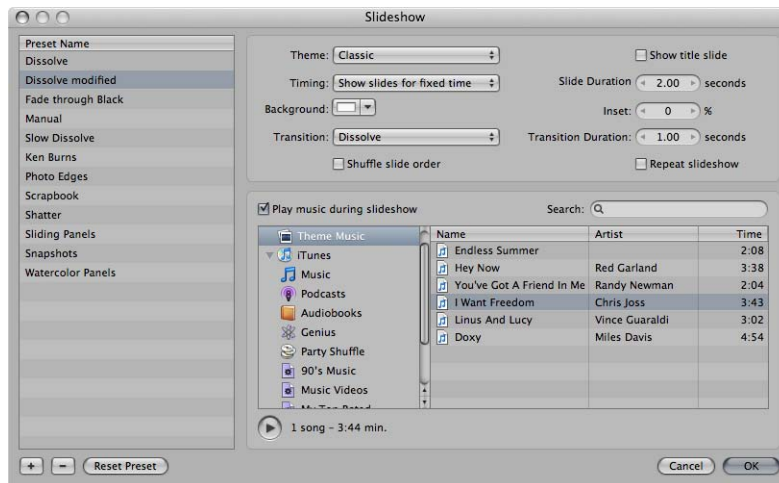 Slideshow
Preset Name
Dissolve
Dissolve modified
Fade through Black
Manual
Slow Dissolve
Ken Burns
Photo Edges
Scrapbook
Shatter
Sliding Panels
Snapshots
Watercolor Panels
Theme: Classic
Show title slide
Timing: Show slides for fixed time
Slide Duration 2.00 seconds
Background:
Inset: 0 %
Transition: Dissolve
Transition Duration: 1.00 seconds
Shuffle slide order
Repeat slideshow
Play music during slideshow
Search:
Theme Music
iTunes
Music
Podcasts
Audiobooks
Genius
Party Shuffle
90's Music
Music Videos
My Top Rated
Name Artist Time
Endless Summer 2:08
Hey Now Red Garland 3:38
You've Got A Friend In Me Randy Newman 2:04
I Want Freedom Chris Joss 3:43
Linus And Lucy Vince Guaraldi 3:02
Doxy Miles Davis 4:54
1 song - 3:44 min.
+ - Reset Preset
Cancel OK